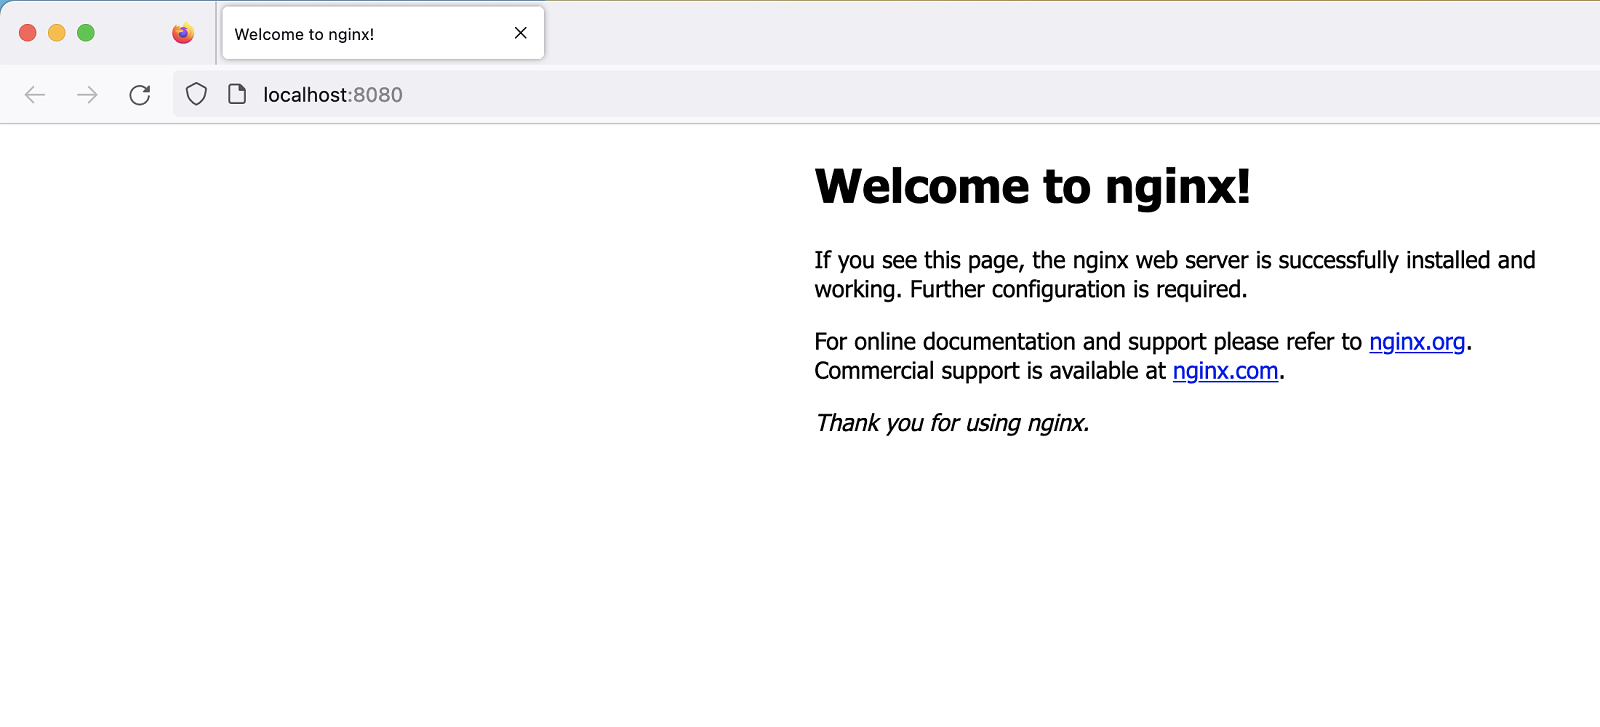 Welcome to nginx!
localhost:8080
Welcome to nginx!
If you see this page, the nginx web server is successfully installed and
working. Further configuration is required.
For online documentation and support please refer to nginx.org.
Commercial support is available at nginx.com.
Thank you for using nginx.